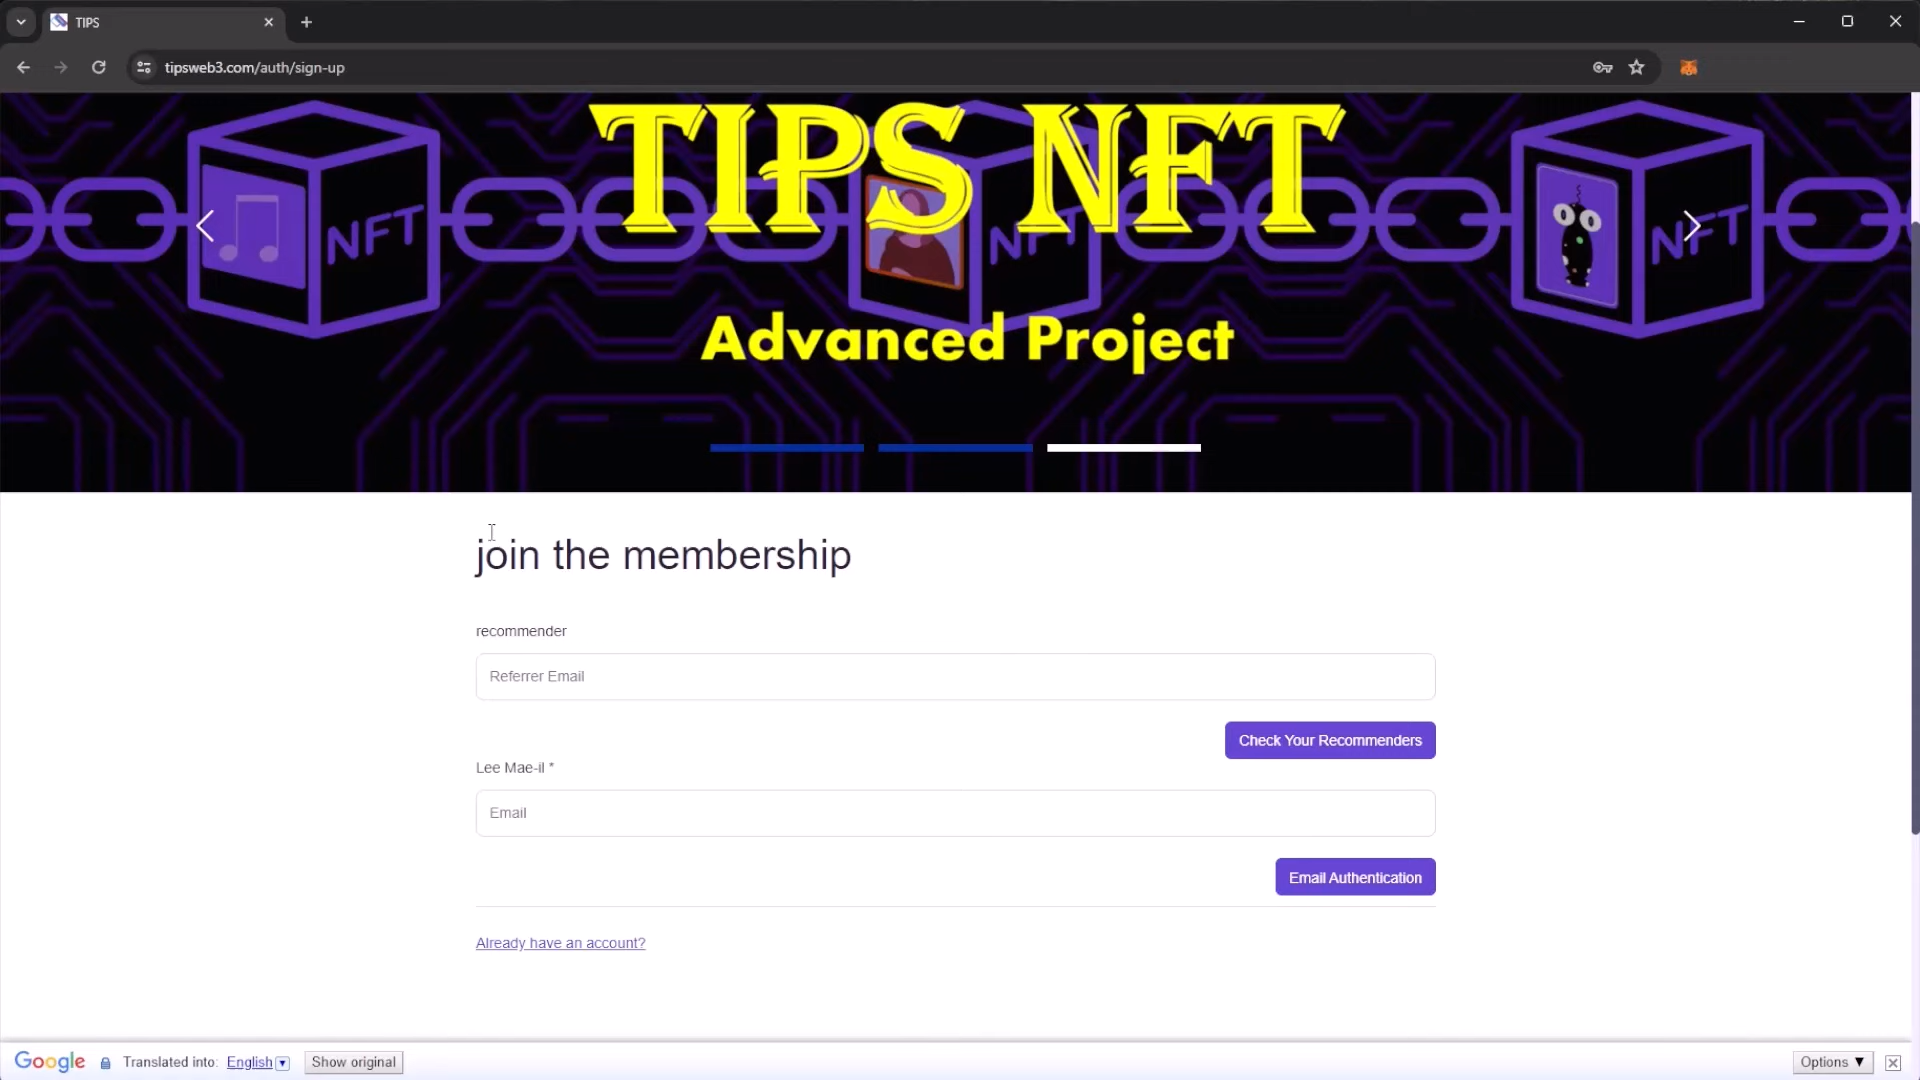 TIPS
tipsweb3.com/auth/sign-up
TIPS NFT
NFT
NFT
NFT
Advanced Project
join the membership
recommender
Referrer Email
Check Your Recommenders
Lee Mae-il *
Email
Email Authentication
Already have an account?
Google Translated into: English Show original Options ▼